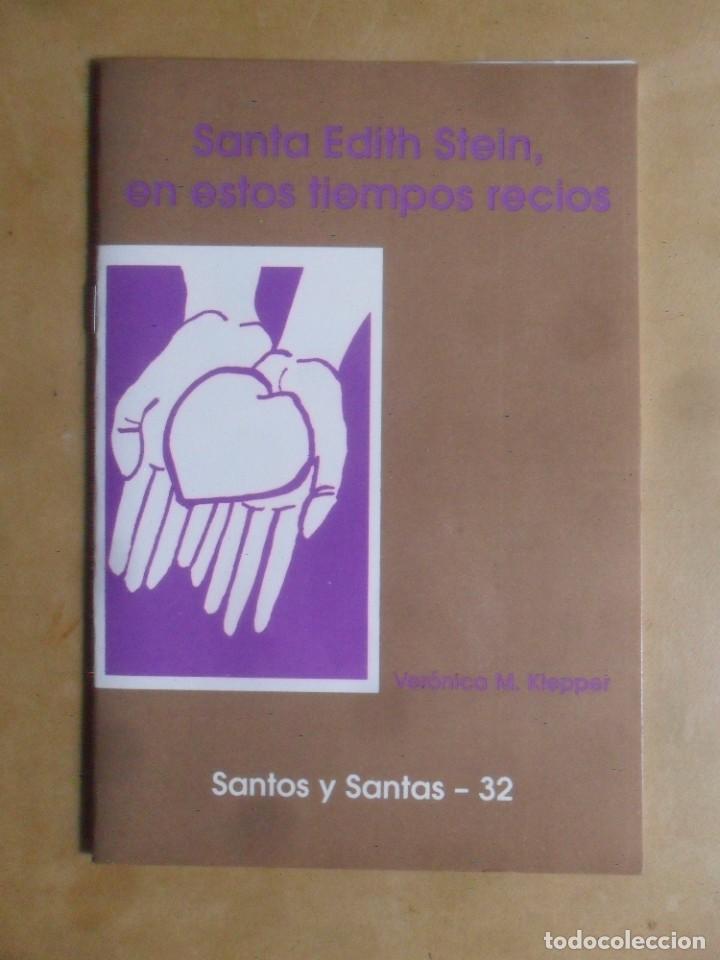 Santa Edith Stein,
en estos tiempos recios
Verónica M. Klepper
Santos y Santas - 32
todocoleccion